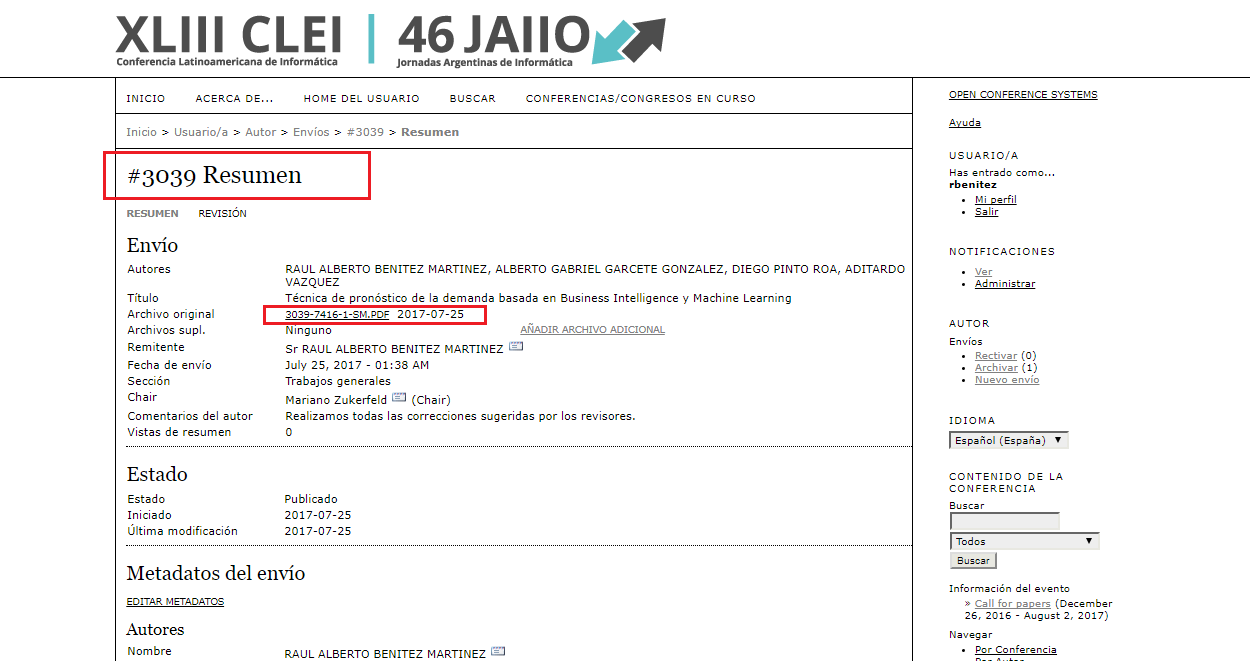 XLIII CLEI
Conferencia Latinoamericana de Informática
46 JAIIO
Jornadas Argentinas de Informática
INICIO ACERCA DE... HOME DEL USUARIO BUSCAR CONFERENCIAS/CONGRESOS EN CURSO
Inicio > Usuario/a > Autor > Envíos > #3039 > Resumen
#3039 Resumen
RESUMEN REVISIÓN
Envío
Autores RAUL ALBERTO BENITEZ MARTINEZ, ALBERTO GABRIEL GARCETE GONZALEZ, DIEGO PINTO ROA, ADITARDO
VAZQUEZ
Título Técnica de pronóstico de la demanda basada en Business Intelligence y Machine Learning
Archivo original 3039-7416-1-SM.PDF 2017-07-25
Archivos supl. Ninguno AÑADIR ARCHIVO ADICIONAL
Remitente Sr RAUL ALBERTO BENITEZ MARTINEZ
Fecha de envío July 25, 2017 - 01:38 AM
Sección Trabajos generales
Chair Mariano Zukerfeld (Chair)
Comentarios del autor Realizamos todas las correcciones sugeridas por los revisores.
Vistas de resumen 0
Estado
Estado Publicado
Iniciado 2017-07-25
Última modificación 2017-07-25
Metadatos del envío
EDITAR METADATOS
Autores
Nombre RAUL ALBERTO BENITEZ MARTINEZ
OPEN CONFERENCE SYSTEMS
Ayuda
USUARIO/A
Has entrado como...
rbenitez
Mi perfil
Salir
NOTIFICACIONES
Ver
Administrar
AUTOR
Envíos
Rectivar (0)
Archivar (1)
Nuevo envío
IDIOMA
Español (España)
CONTENIDO DE LA
CONFERENCIA
Buscar
Todos
Buscar
Información del evento
» Call for papers (December
26, 2016 - August 2, 2017)
Navegar
Por Conferencia
Por Autor